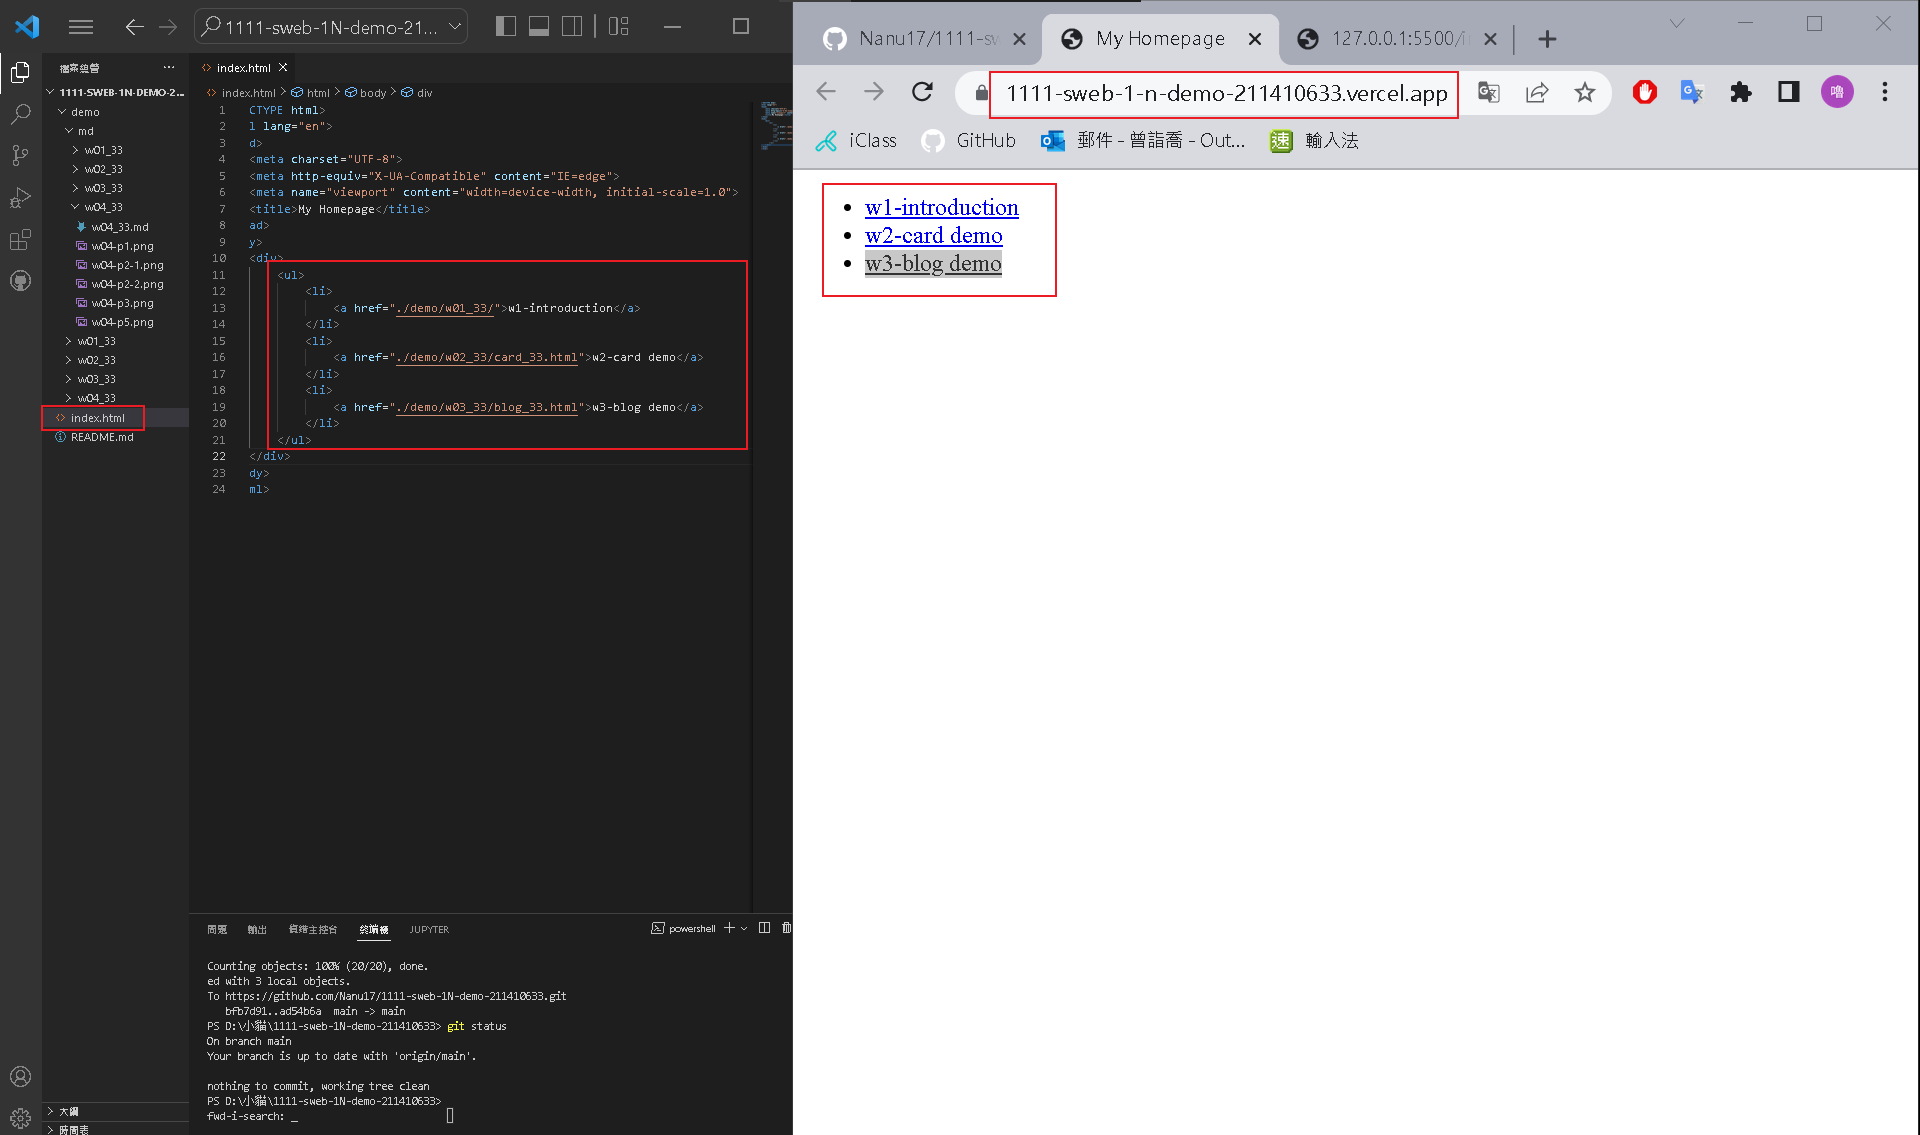 1111-sweb-1N-demo-21...
檔案總管
...
1111-SWEB-1N-DEMO-2...
demo
md
w01_33
w02_33
w03_33
w04_33
w04_33.md
w04-p1.png
w04-p2-1.png
w04-p2-2.png
w04-p3.png
w04-p5.png
w01_33
w02_33
w03_33
w04_33
index.html
README.md
大綱
時間表
index.html
index.html > html > body > div
1 CTYPE html>
2 l lang="en">
3 d>
4 <meta charset="UTF-8">
5 <meta http-equiv="X-UA-Compatible" content="IE=edge">
6 <meta name="viewport" content="width=device-width, initial-scale=1.0">
7 <title>My Homepage</title>
8 ad>
9 y>
10 <div>
11 <ul>
12 <li>
13 <a href="./demo/w01_33/">w1-introduction</a>
14 </li>
15 <li>
16 <a href="./demo/w02_33/card_33.html">w2-card demo</a>
17 </li>
18 <li>
19 <a href="./demo/w03_33/blog_33.html">w3-blog demo</a>
20 </li>
21 </ul>
22 </div>
23 dy>
24 ml>
問題 輸出 偵錯主控台 終端機 JUPYTER powershell
Counting objects: 100% (20/20), done.
ed with 3 local objects.
To https://github.com/Nanu17/1111-sweb-1N-demo-211410633.git
bfb7d91..ad54b6a main -> main
PS D:\小貓\1111-sweb-1N-demo-211410633> git status
On branch main
Your branch is up to date with 'origin/main'.
nothing to commit, working tree clean
PS D:\小貓\1111-sweb-1N-demo-211410633>
fwd-i-search: _
Nanu17/1111-sw
My Homepage
127.0.0.1:5500/i
1111-sweb-1-n-demo-211410633.vercel.app
嚕
iClass GitHub 郵件 - 曾詣喬 - Out... 速 輸入法
w1-introduction
w2-card demo
w3-blog demo